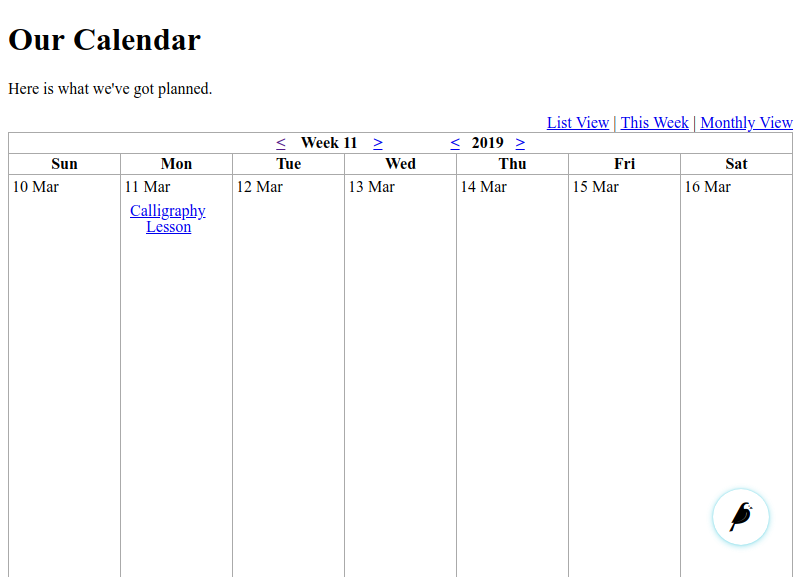 Our Calendar
Here is what we've got planned.
List View | This Week | Monthly View
< Week 11 > < 2019 >
Sun Mon Tue Wed Thu Fri Sat
10 Mar 11 Mar 12 Mar 13 Mar 14 Mar 15 Mar 16 Mar
Calligraphy
Lesson